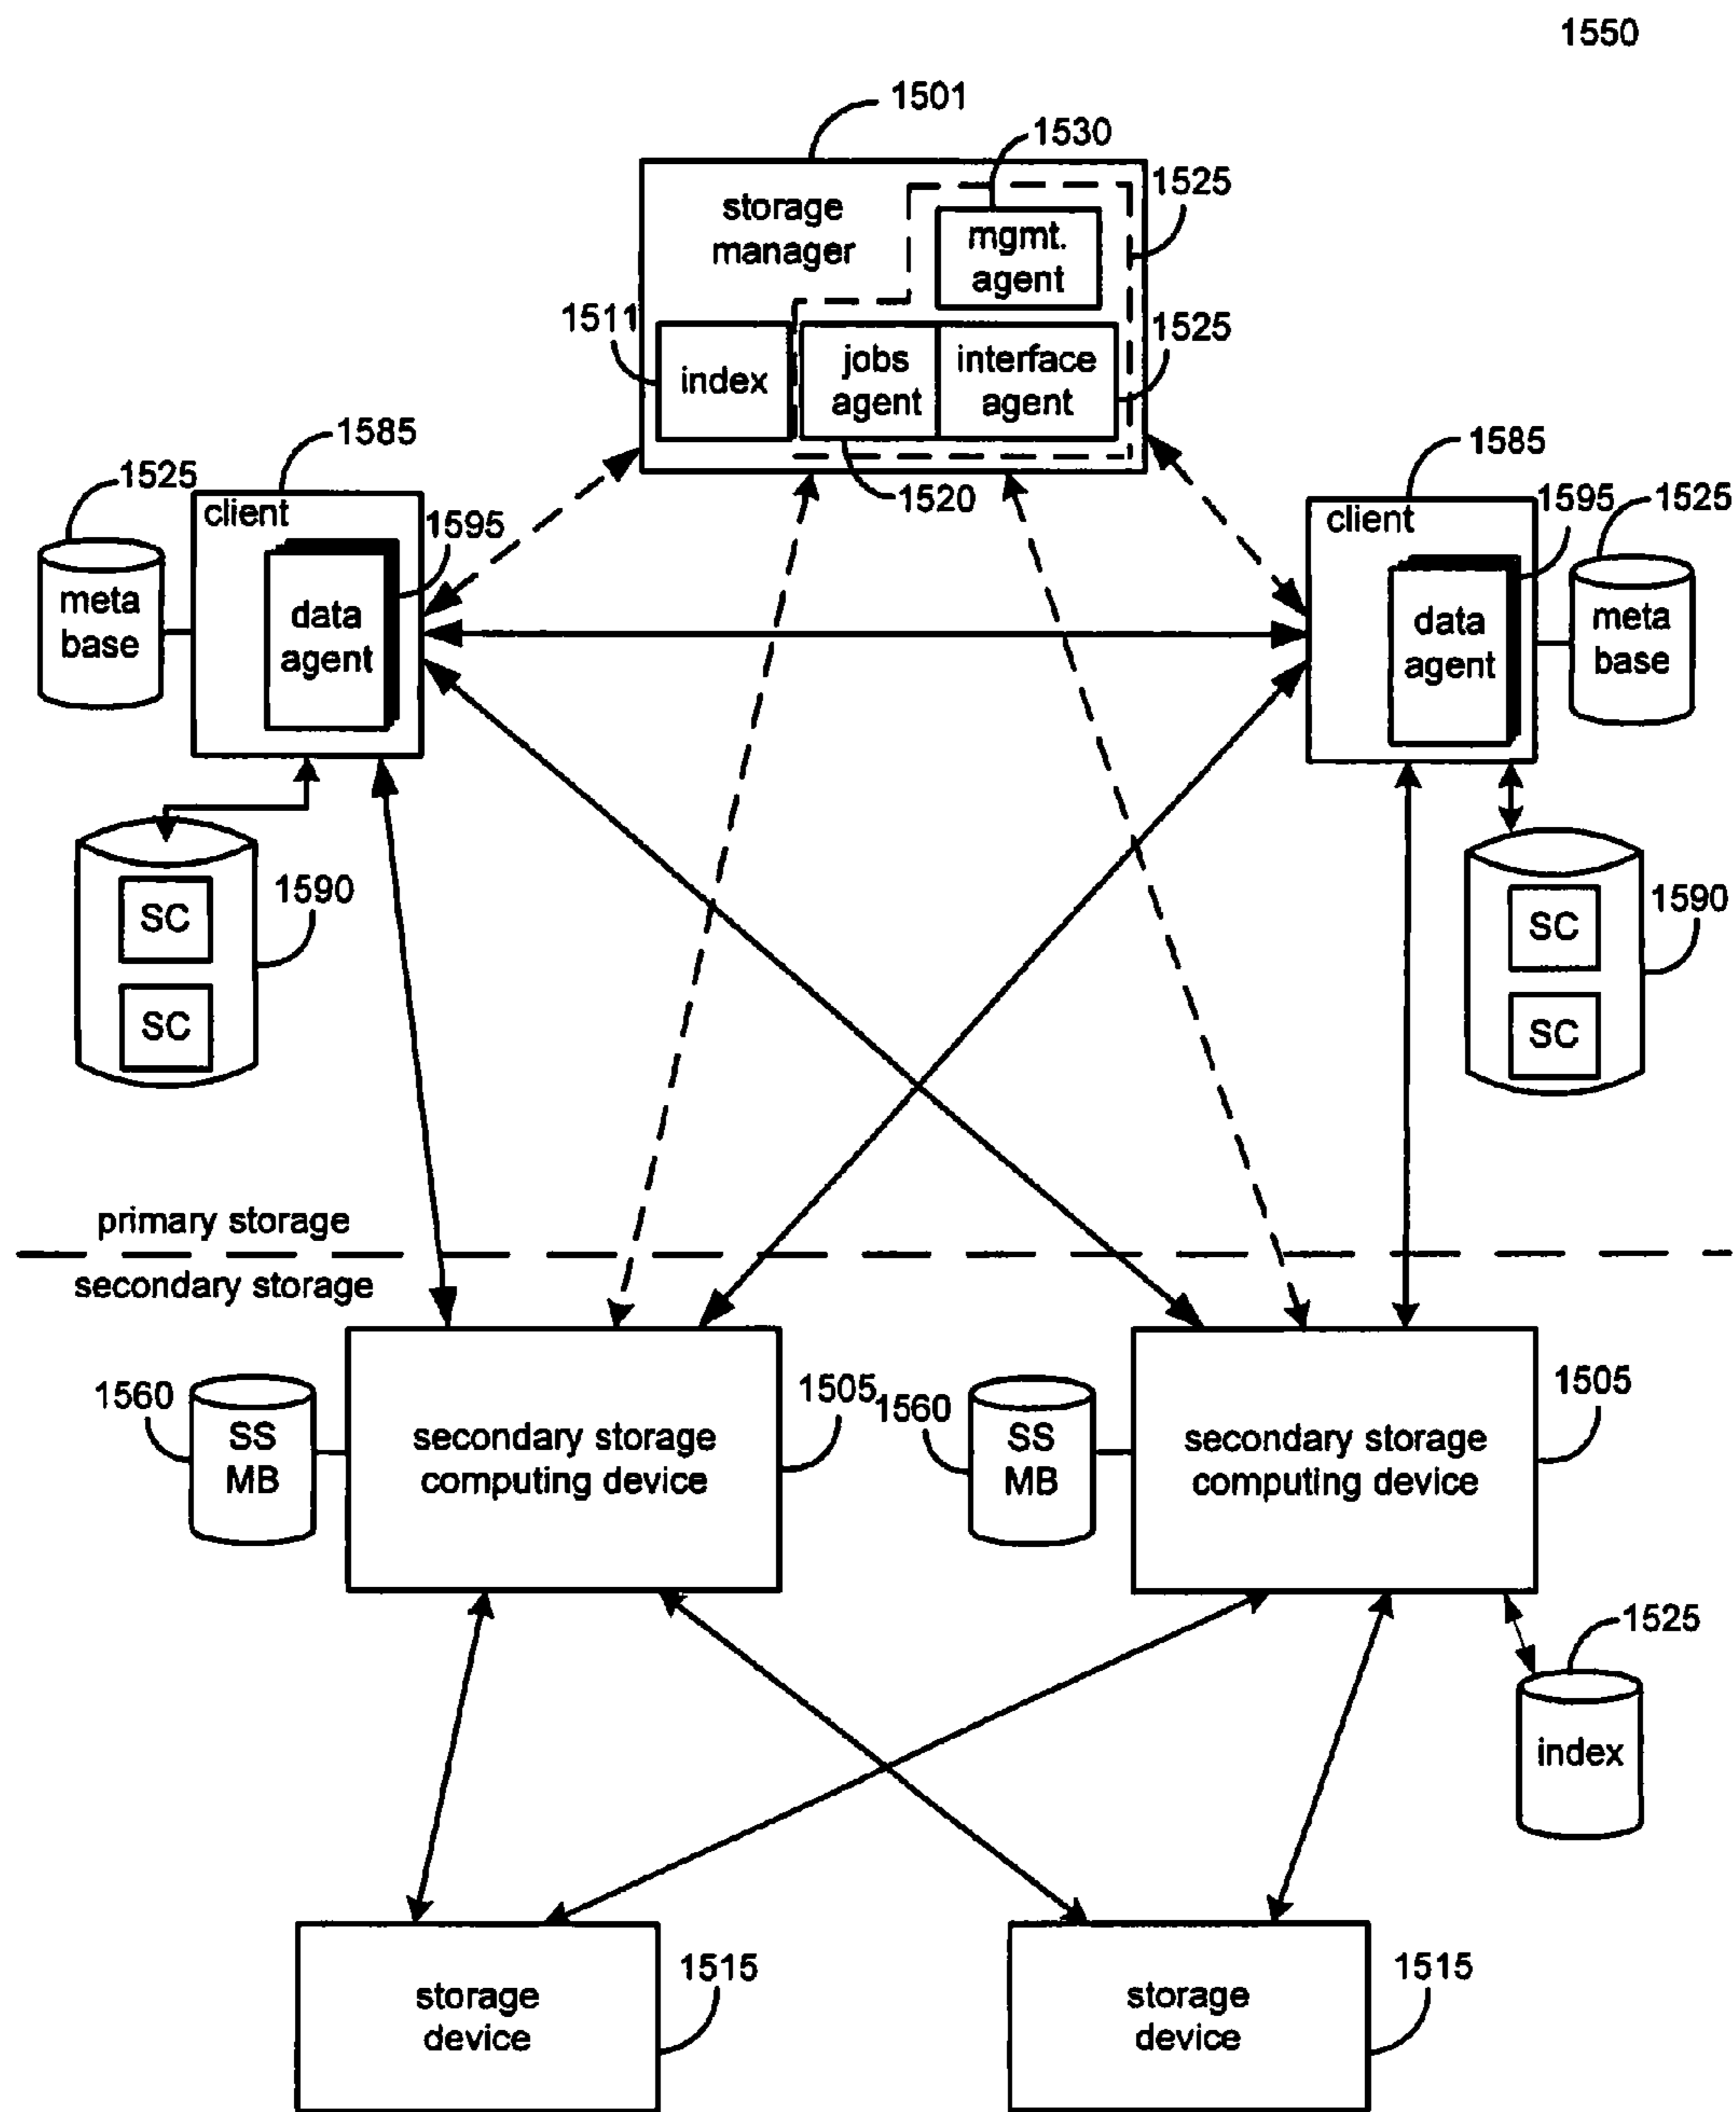 1550
1501
1530
1525
storage
manager
mgmt.
agent
1511
1525
index
jobs
agent
interface
agent
1520
1585
1585
1525
client
1595
client
1595
1525
meta
base
data
agent
data
agent
meta
base
1590
1590
SC
SC
SC
SC
primary storage
secondary storage
1560
SS
MB
secondary storage
computing device
1505
1560
SS
MB
secondary storage
computing device
1505
1525
index
storage
device
1515
storage
device
1515